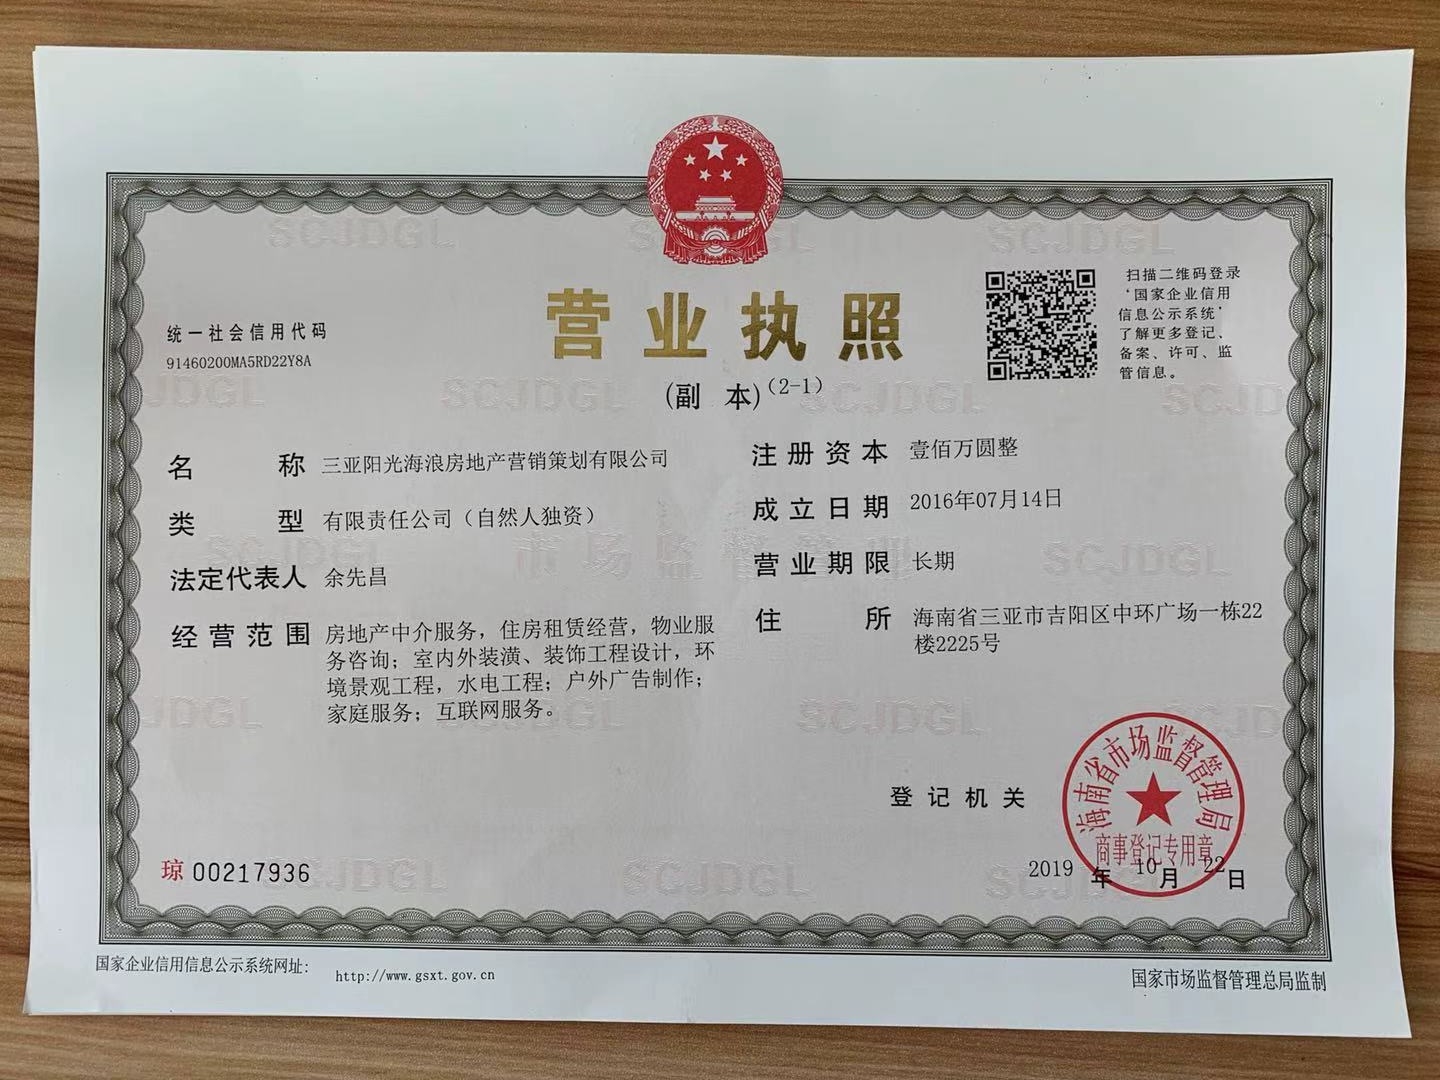 营业执照
(副 本)(2-1)
统一社会信用代码
91460200MA5RD22Y8A
扫描二维码登录
‘国家企业信用
信息公示系统’
了解更多登记、
备案、许可、监
管信息。
名 称 三亚阳光海浪房地产营销策划有限公司
类 型 有限责任公司（自然人独资）
法定代表人 余先昌
经营范围 房地产中介服务，住房租赁经营，物业服
务咨询；室内外装潢、装饰工程设计，环
境景观工程，水电工程；户外广告制作；
家庭服务；互联网服务。
注册资本 壹佰万圆整
成立日期 2016年07月14日
营业期限 长期
住 所 海南省三亚市吉阳区中环广场一栋22
楼2225号
登记机关
海南省市场监督管理局
商事登记专用章
2019 年 10 月 22 日
琼 00217936
国家企业信用信息公示系统网址: http://www.gsxt.gov.cn
国家市场监督管理总局监制
SCJDGL
市场监督管理